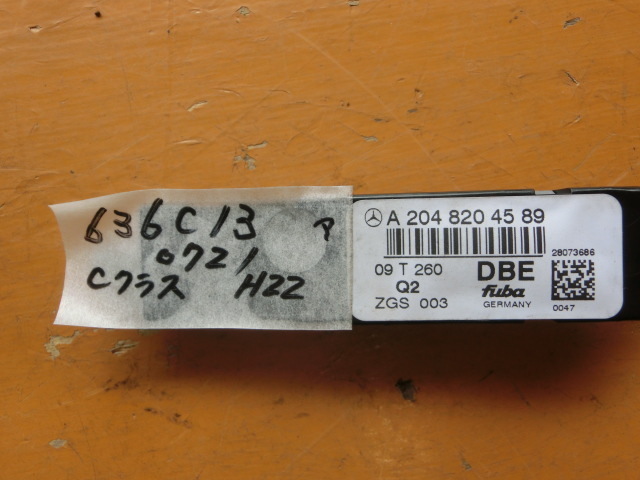 636C13 ア
0721
Cクラス H22
A 204 820 45 89
09 T 260 DBE 28073686
Q2 fuba
ZGS 003 GERMANY 0047